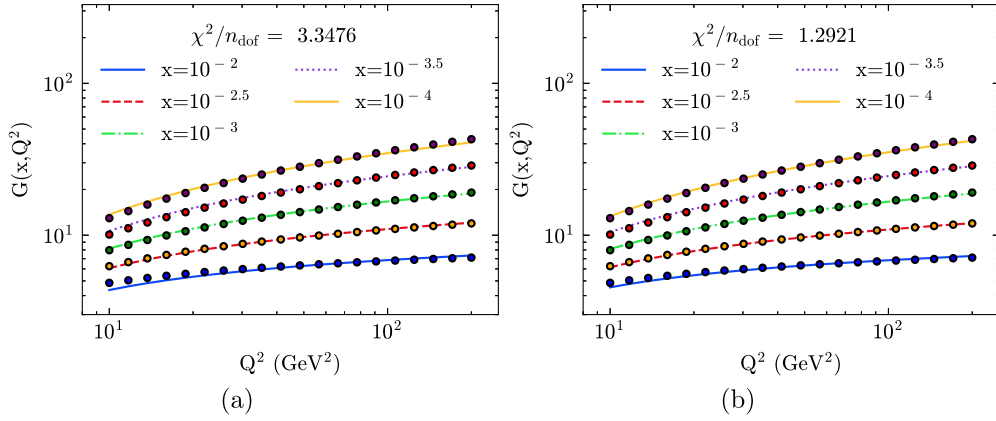 χ²/n_dof = 3.3476
x=10⁻²
x=10⁻²·⁵
x=10⁻³
x=10⁻³·⁵
x=10⁻⁴
G(x,Q²)
10²
10¹
10¹
10²
Q² (GeV²)
(a)
χ²/n_dof = 1.2921
x=10⁻²
x=10⁻²·⁵
x=10⁻³
x=10⁻³·⁵
x=10⁻⁴
G(x,Q²)
10²
10¹
10¹
10²
Q² (GeV²)
(b)